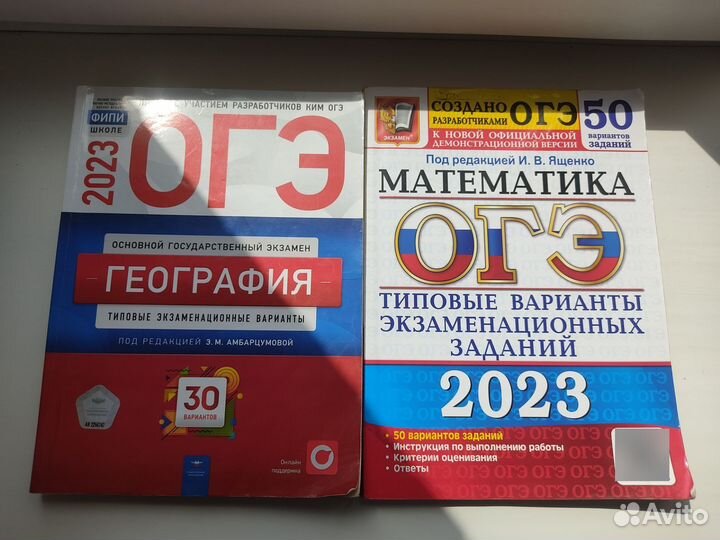 С УЧАСТИЕМ РАЗРАБОТЧИКОВ КИМ ОГЭ
ФИПИ
ШКОЛЕ
2023
ОГЭ
ОСНОВНОЙ ГОСУДАРСТВЕННЫЙ ЭКЗАМЕН
ГЕОГРАФИЯ
ТИПОВЫЕ ЭКЗАМЕНАЦИОННЫЕ ВАРИАНТЫ
ПОД РЕДАКЦИЕЙ Э. М. АМБАРЦУМОВОЙ
30
ВАРИАНТОВ
Онлайн
поддержка
ЭКЗАМЕН
СОЗДАНО
РАЗРАБОТЧИКАМИ
ОГЭ
К НОВОЙ ОФИЦИАЛЬНОЙ
ДЕМОНСТРАЦИОННОЙ ВЕРСИИ
50
вариантов
заданий
Под редакцией И. В. Ященко
МАТЕМАТИКА
ОГЭ
ТИПОВЫЕ ВАРИАНТЫ
ЭКЗАМЕНАЦИОННЫХ
ЗАДАНИЙ
2023
• 50 вариантов заданий
• Инструкция по выполнению работы
• Критерии оценивания
• Ответы
Avito